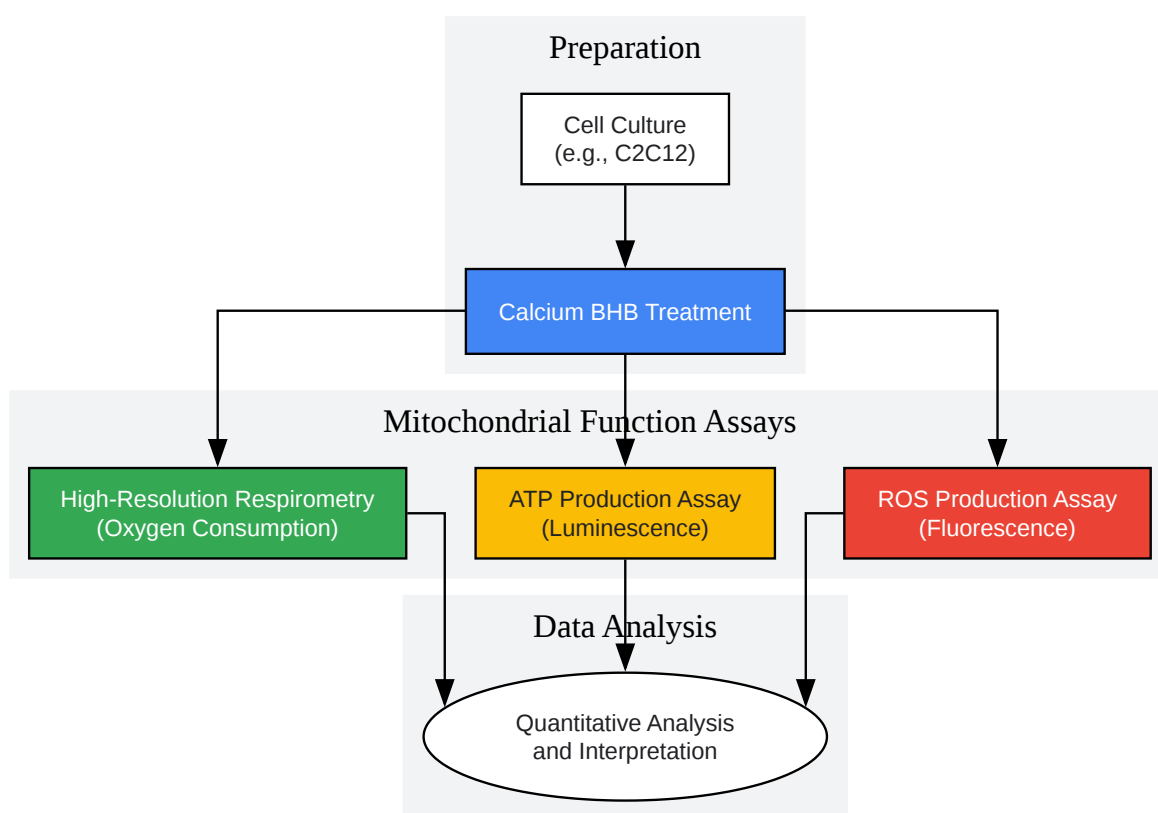 Preparation
Cell Culture
(e.g., C2C12)
Calcium BHB Treatment
Mitochondrial Function Assays
High-Resolution Respirometry
(Oxygen Consumption)
ATP Production Assay
(Luminescence)
ROS Production Assay
(Fluorescence)
Data Analysis
Quantitative Analysis
and Interpretation